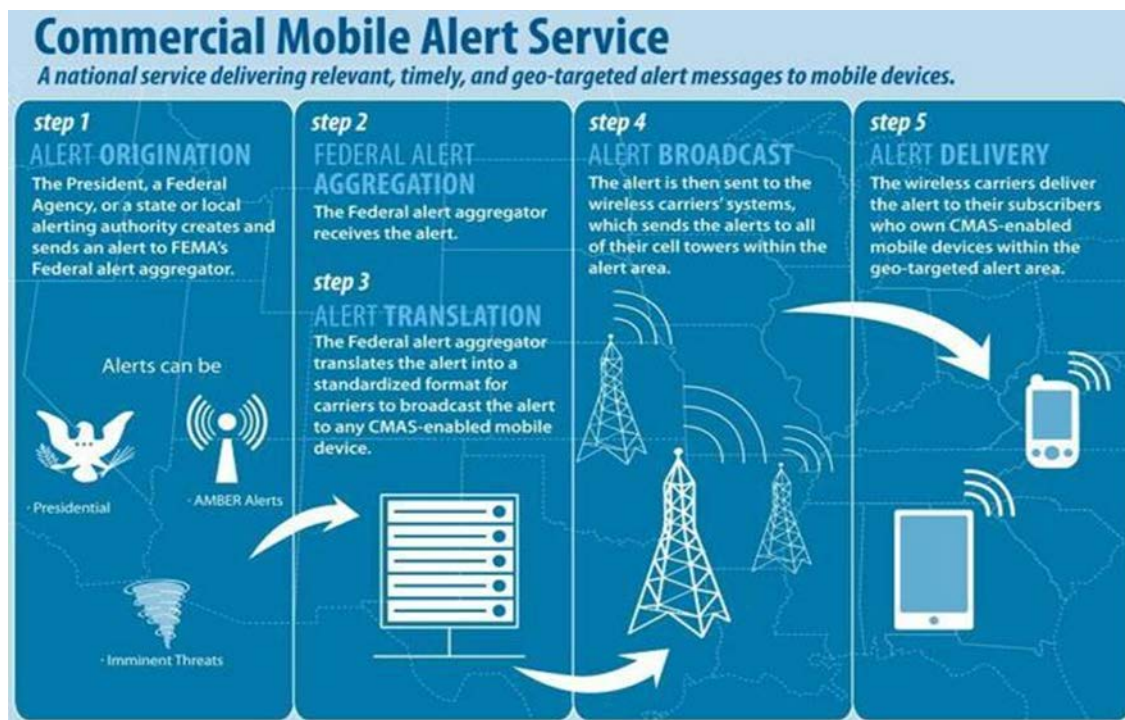 Commercial Mobile Alert Service
A national service delivering relevant, timely, and geo-targeted alert messages to mobile devices.
step 1
ALERT ORIGINATION
The President, a Federal
Agency, or a state or local
alerting authority creates and
sends an alert to FEMA's
Federal alert aggregator.
Alerts can be
· Presidential
· AMBER Alerts
· Imminent Threats
step 2
FEDERAL ALERT
AGGREGATION
The Federal alert aggregator
receives the alert.
step 3
ALERT TRANSLATION
The Federal alert aggregator
translates the alert into a
standardized format for
carriers to broadcast the alert
to any CMAS-enabled mobile
device.
step 4
ALERT BROADCAST
The alert is then sent to the
wireless carriers' systems,
which sends the alerts to all
of their cell towers within the
alert area.
step 5
ALERT DELIVERY
The wireless carriers deliver
the alert to their subscribers
who own CMAS-enabled
mobile devices within the
geo-targeted alert area.